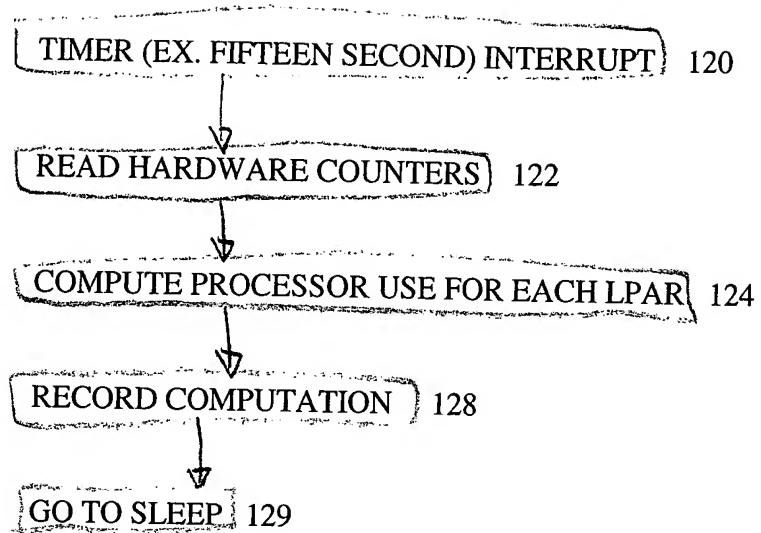 TIMER (EX. FIFTEEN SECOND) INTERRUPT 120
READ HARDWARE COUNTERS 122
COMPUTE PROCESSOR USE FOR EACH LPAR 124
RECORD COMPUTATION 128
GO TO SLEEP 129